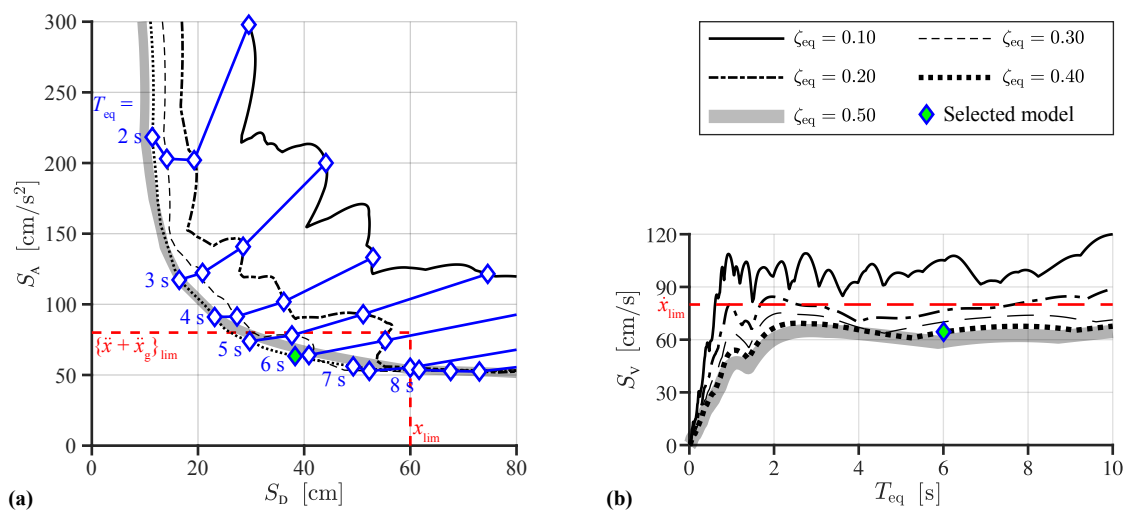 300
250
200
150
100
50
0
S_A [cm/s²]
T_eq =
2 s
3 s
4 s
5 s
6 s
7 s
8 s
{ẍ + ẍ_g}_lim
x_lim
0 20 40 60 80
S_D [cm]
(a)
ζ_eq = 0.10
ζ_eq = 0.30
ζ_eq = 0.20
ζ_eq = 0.40
ζ_eq = 0.50
Selected model
120
90
ẋ_lim
60
30
0
S_V [cm/s]
0 2 4 6 8 10
T_eq [s]
(b)